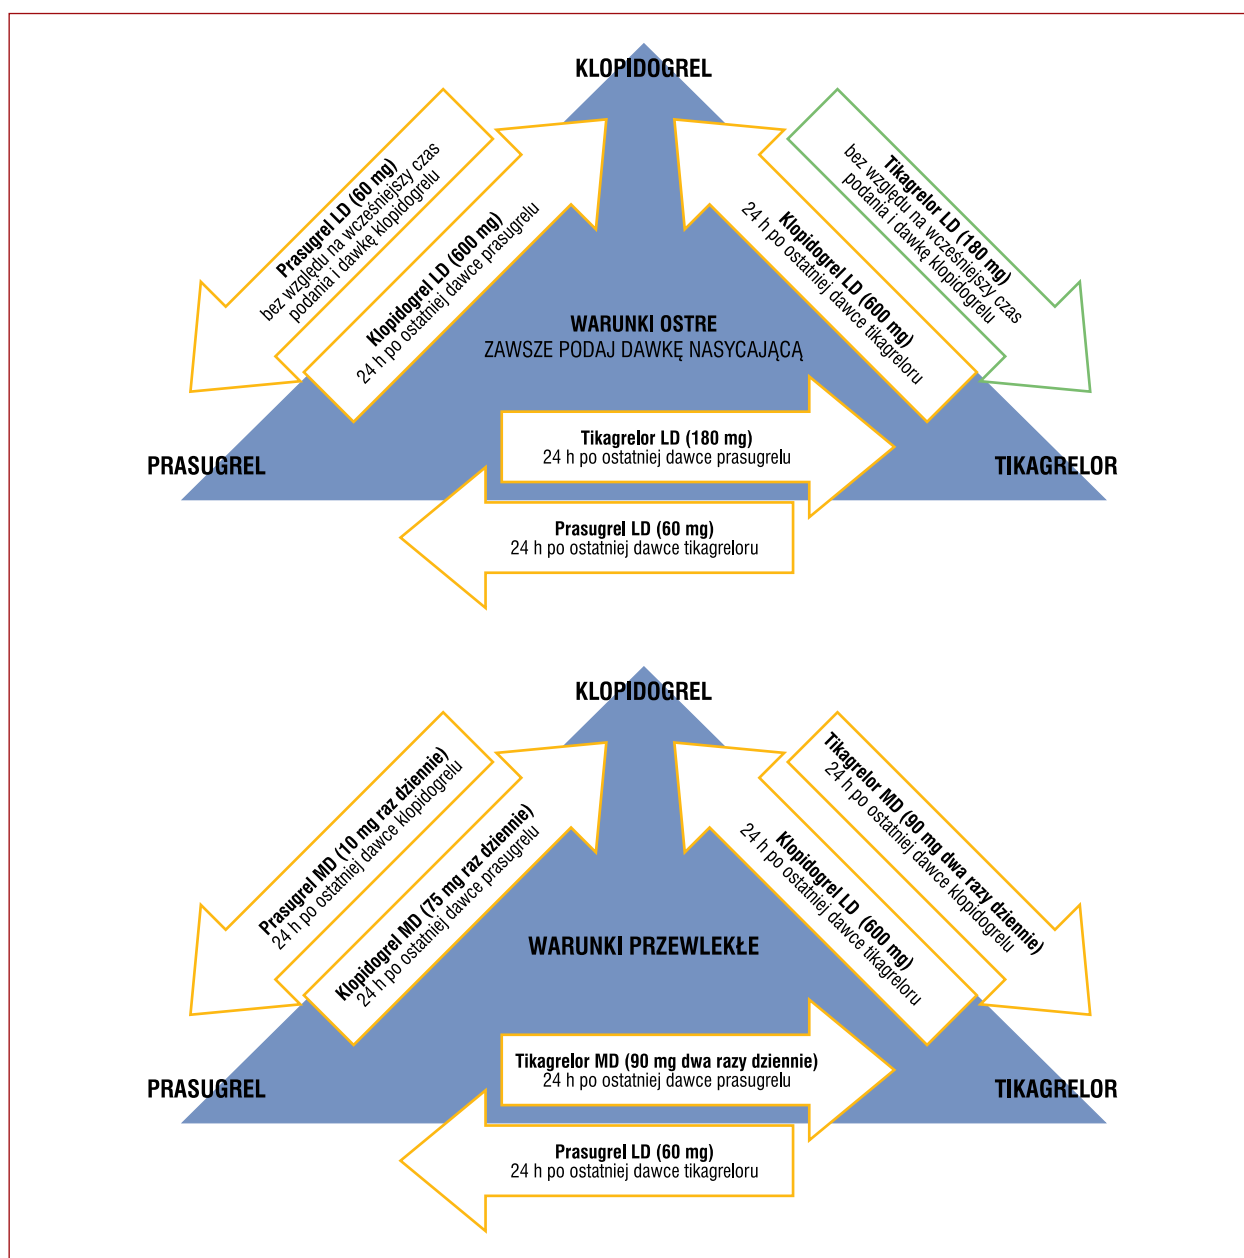 KLOPIDOGREL
Prasugrel LD (60 mg)
bez względu na wcześniejszy czas
podania i dawkę klopidogrelu
Klopidogrel LD (600 mg)
24 h po ostatniej dawce prasugrelu
Klopidogrel LD (600 mg)
24 h po ostatniej dawce tikagreloru
Tikagrelor LD (180 mg)
bez względu na wcześniejszy czas
podania i dawkę klopidogrelu
WARUNKI OSTRE
ZAWSZE PODAJ DAWKĘ NASYCAJĄCĄ
Tikagrelor LD (180 mg)
24 h po ostatniej dawce prasugrelu
PRASUGREL
TIKAGRELOR
Prasugrel LD (60 mg)
24 h po ostatniej dawce tikagreloru
KLOPIDOGREL
Prasugrel MD (10 mg raz dziennie)
24 h po ostatniej dawce klopidogrelu
Klopidogrel MD (75 mg raz dziennie)
24 h po ostatniej dawce prasugrelu
Klopidogrel LD (600 mg)
24 h po ostatniej dawce tikagreloru
Tikagrelor MD (90 mg dwa razy dziennie)
24 h po ostatniej dawce klopidogrelu
WARUNKI PRZEWLEKŁE
Tikagrelor MD (90 mg dwa razy dziennie)
24 h po ostatniej dawce prasugrelu
PRASUGREL
TIKAGRELOR
Prasugrel LD (60 mg)
24 h po ostatniej dawce tikagreloru